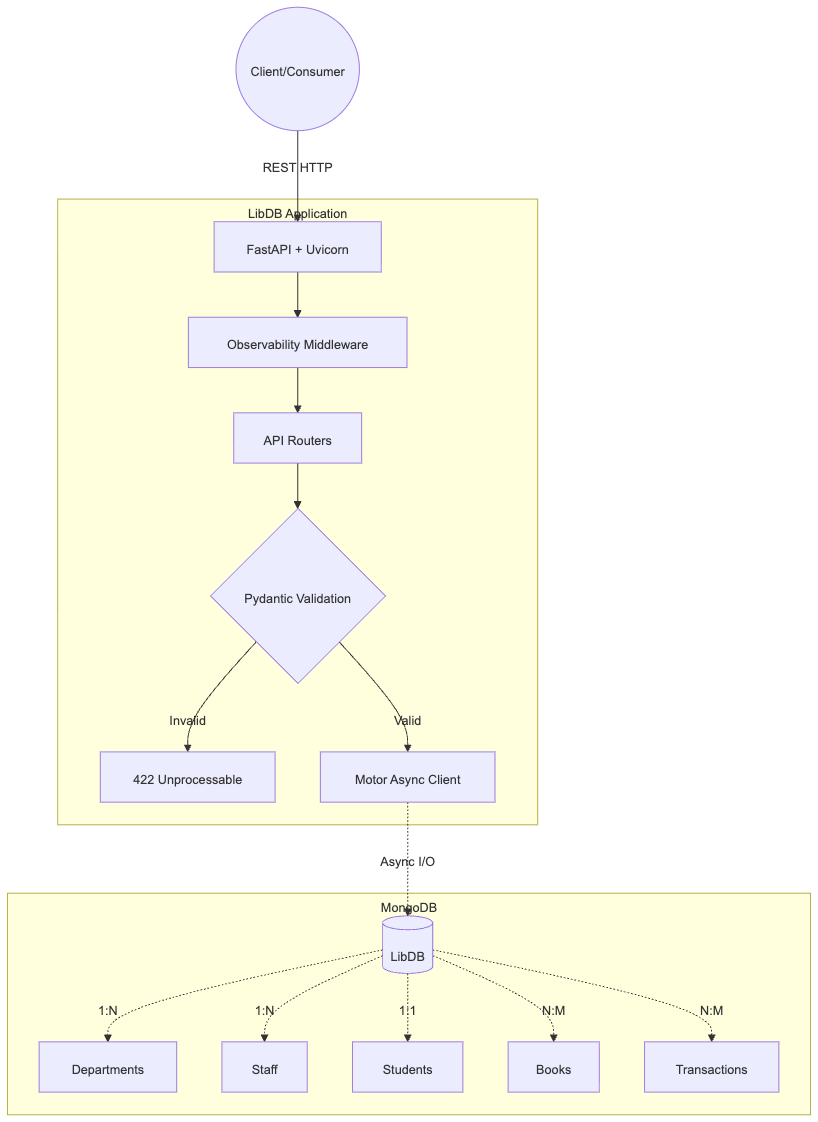 Client/Consumer
REST HTTP
LibDB Application
FastAPI + Uvicorn
Observability Middleware
API Routers
Pydantic Validation
Invalid
Valid
422 Unprocessable
Motor Async Client
Async I/O
MongoDB
LibDB
1:N
1:N
1:1
N:M
N:M
Departments
Staff
Students
Books
Transactions